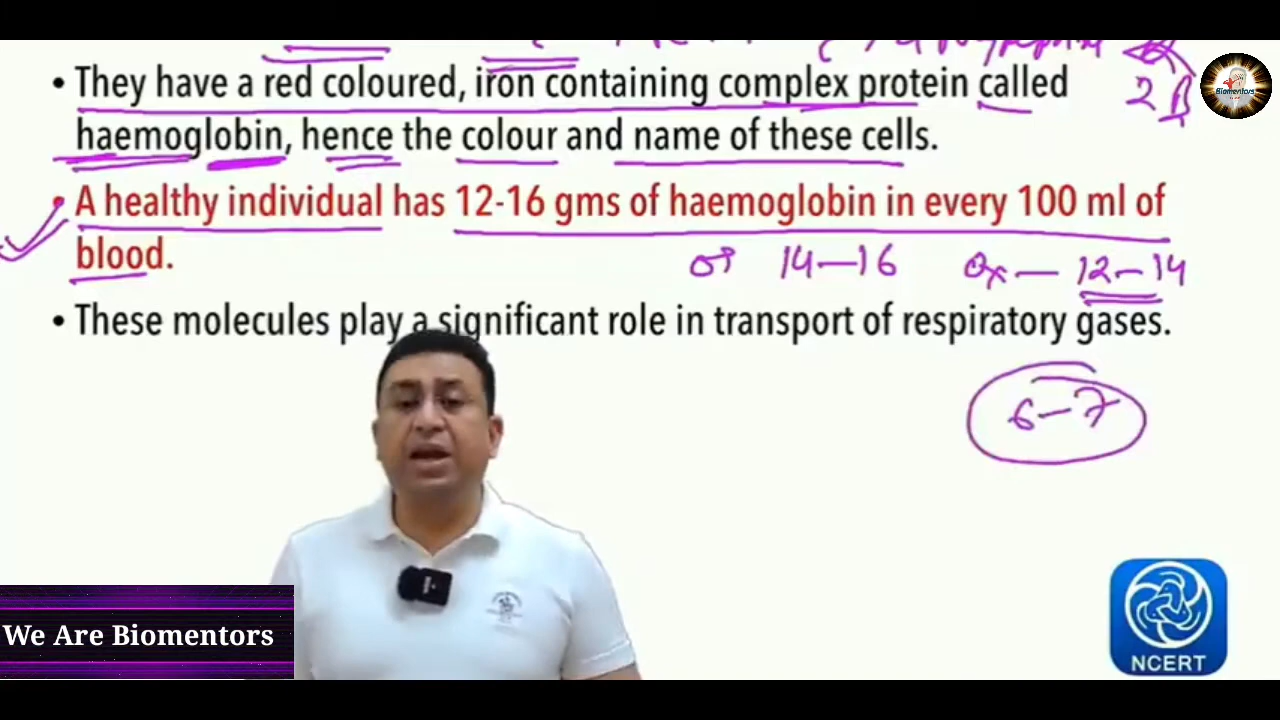 • They have a red coloured, iron containing complex protein called
2 β
haemoglobin, hence the colour and name of these cells.
• A healthy individual has 12-16 gms of haemoglobin in every 100 ml of
blood.
14—16
12—14
• These molecules play a significant role in transport of respiratory gases.
6—7
Biomentors
We Are Biomentors
NCERT